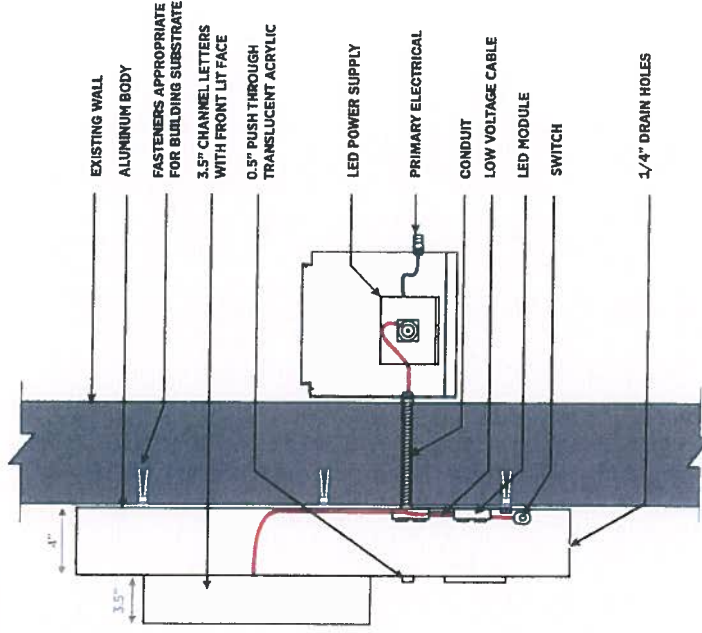 EXISTING WALL
ALUMINUM BODY
FASTENERS APPROPRIATE
FOR BUILDING SUBSTRATE
3.5" CHANNEL LETTERS
WITH FRONT LIT FACE
0.5" PUSH THROUGH
TRANSLUCENT ACRYLIC
LED POWER SUPPLY
PRIMARY ELECTRICAL
CONDUIT
LOW VOLTAGE CABLE
LED MODULE
SWITCH
1/4" DRAIN HOLES
4"
3.5"